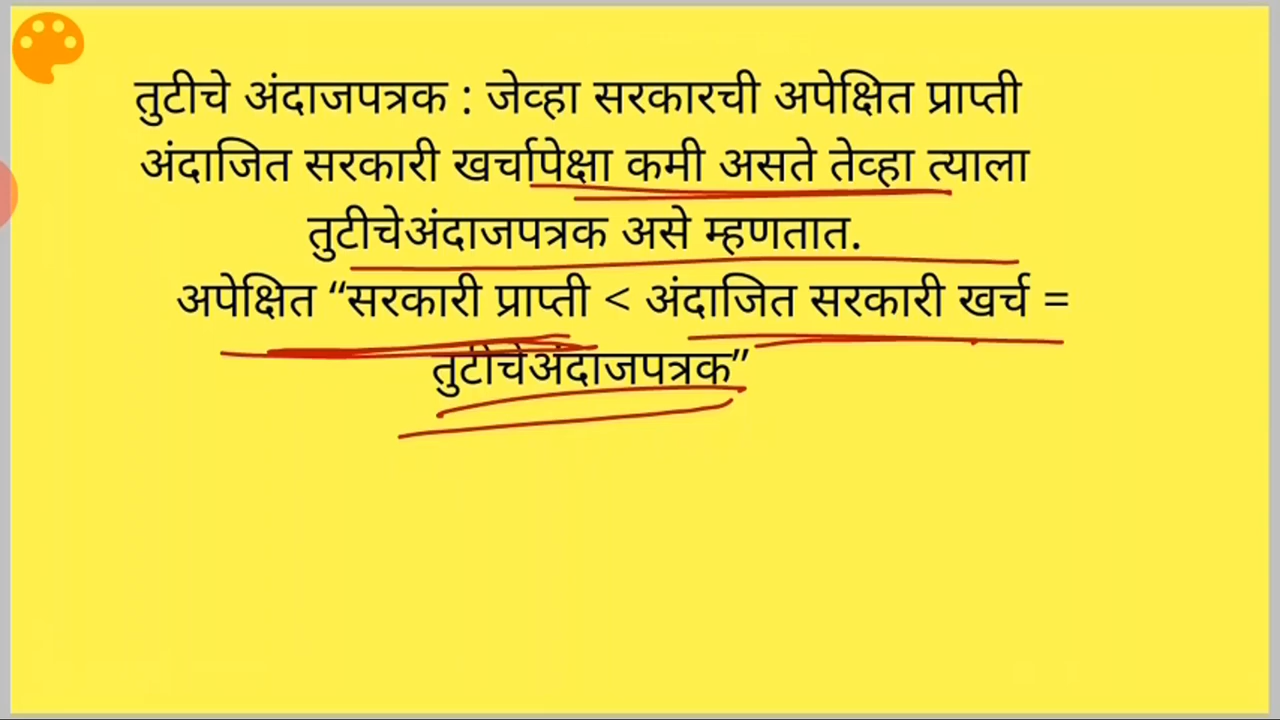 तुटीचे अंदाजपत्रक : जेव्हा सरकारची अपेक्षित प्राप्ती
अंदाजित सरकारी खर्चापेक्षा कमी असते तेव्हा त्याला
तुटीचेअंदाजपत्रक असे म्हणतात.
अपेक्षित “सरकारी प्राप्ती < अंदाजित सरकारी खर्च =
तुटीचेअंदाजपत्रक”